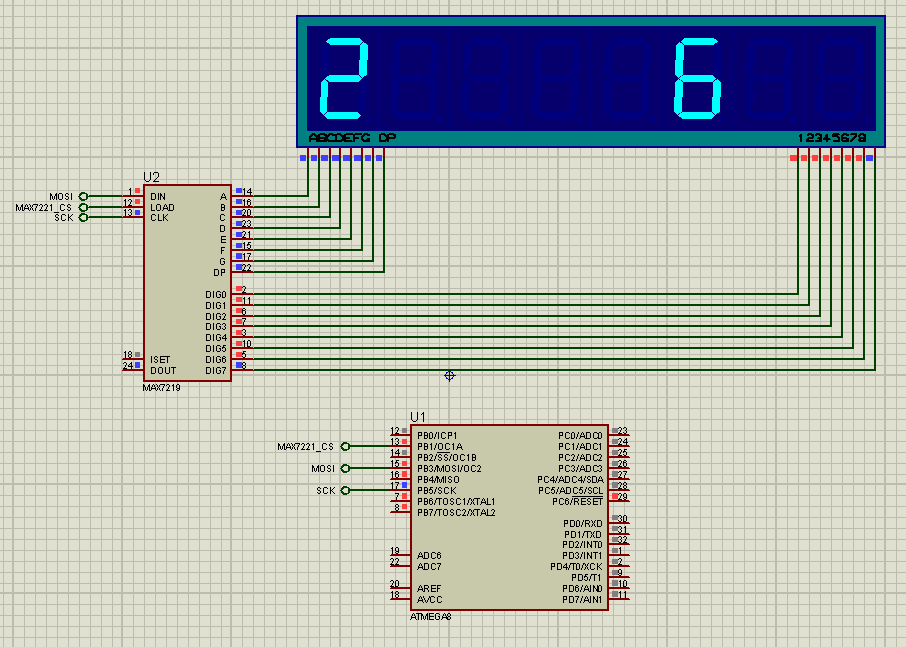 2 6
ABCDEFG DP 12345678
U2
MOSI 1 DIN A 14
MAX7221_CS 12 LOAD B 16
SCK 13 CLK C 20
D 23
E 21
F 15
G 17
DP 22
DIG0 2
DIG1 11
DIG2 6
DIG3 7
DIG4 3
DIG5 10
18 ISET DIG6 5
24 DOUT DIG7 8
MAX7219
U1
12 PB0/ICP1 PC0/ADC0 23
MAX7221_CS 13 PB1/OC1A PC1/ADC1 24
14 PB2/SS/OC1B PC2/ADC2 25
MOSI 15 PB3/MOSI/OC2 PC3/ADC3 26
16 PB4/MISO PC4/ADC4/SDA 27
SCK 17 PB5/SCK PC5/ADC5/SCL 28
7 PB6/TOSC1/XTAL1 PC6/RESET 29
8 PB7/TOSC2/XTAL2
PD0/RXD 30
PD1/TXD 31
PD2/INT0 32
19 ADC6 PD3/INT1 1
22 ADC7 PD4/T0/XCK 2
PD5/T1 9
20 AREF PD6/AIN0 10
18 AVCC PD7/AIN1 11
ATMEGA8